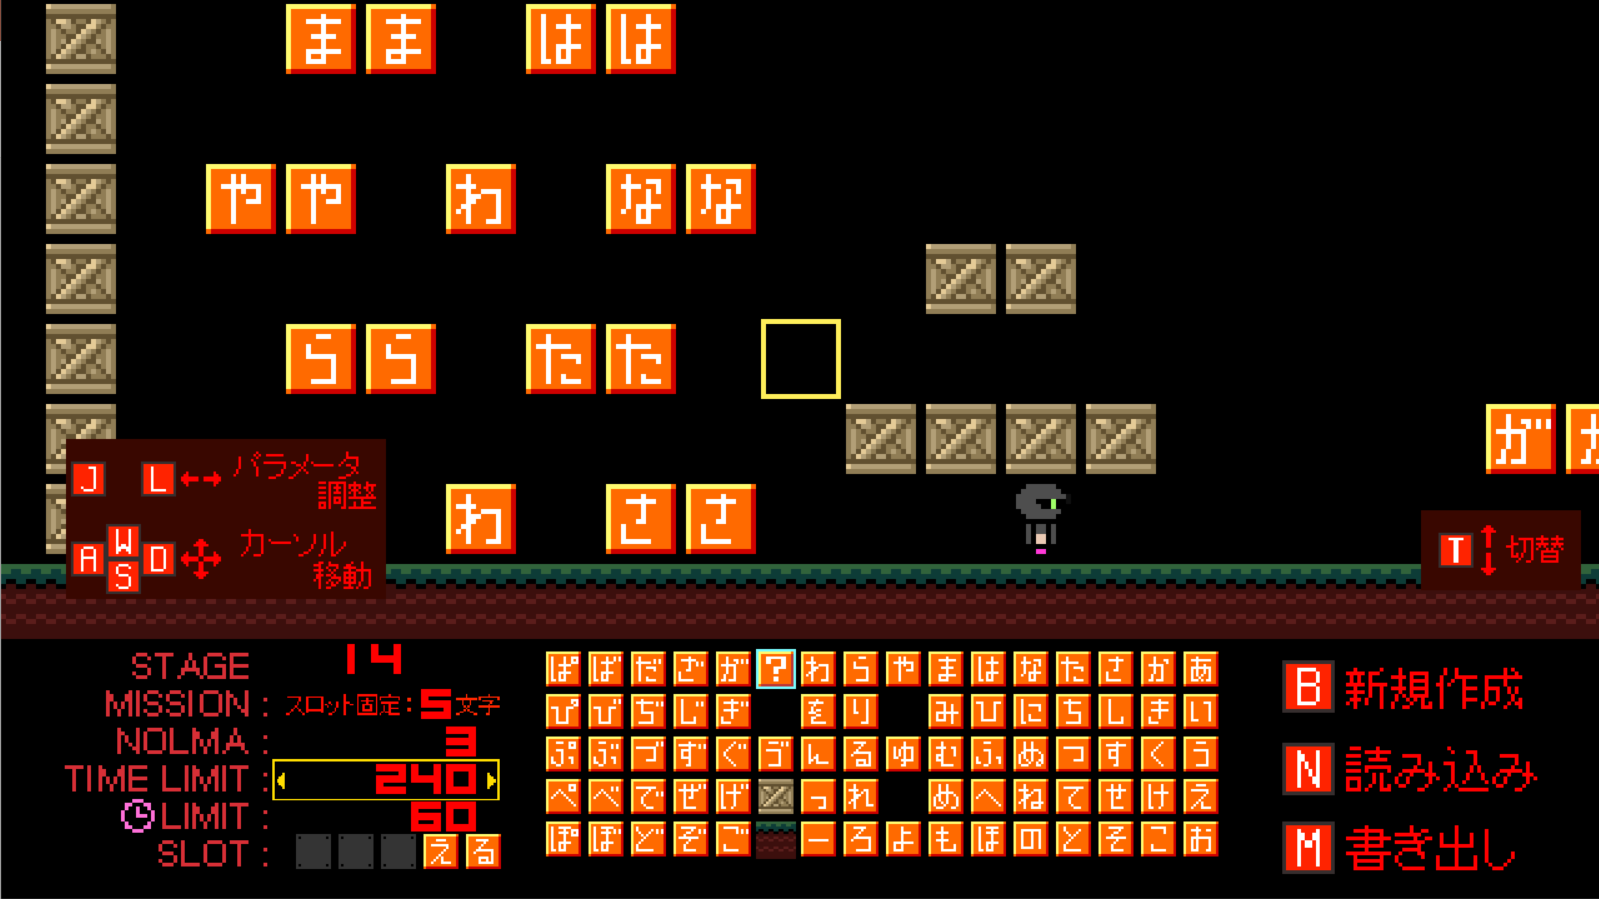 ま ま は は
や や わ な な
ら ら た た
が
J L パラメータ
調整
わ さ さ
W
A S D カーソル
移動
T 切替
STAGE 14
MISSION : スロット固定:5文字
NOLMA : 3
TIME LIMIT : 240
LIMIT : 60
SLOT : え る
ぱ ば だ ざ が ? わ ら や ま は な た さ か あ
ぴ び ぢ じ ぎ を り み ひ に ち し き い
ぷ ぶ づ ず ぐ ゔ ん る ゆ む ふ ぬ つ す く う
ぺ べ で ぜ げ っ れ め へ ね て せ け え
ぽ ぼ ど ぞ ご ー ろ よ も ほ の と そ こ お
B 新規作成
N 読み込み
M 書き出し